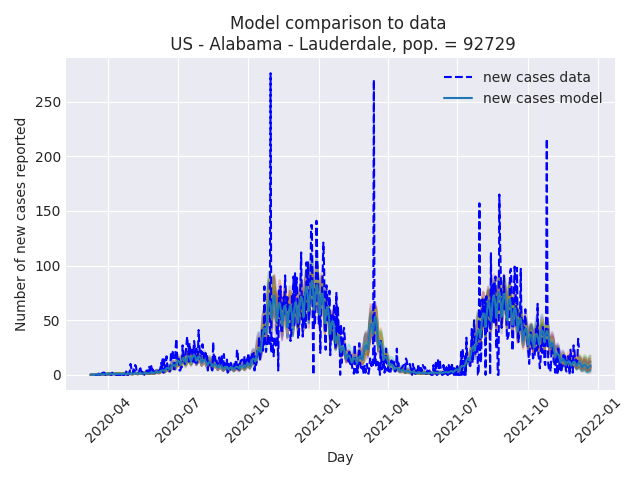 Model comparison to data
US - Alabama - Lauderdale, pop. = 92729
new cases data
new cases model
Number of new cases reported
250
200
150
100
50
0
2020-04
2020-07
2020-10
2021-01
2021-04
2021-07
2021-10
2022-01
Day